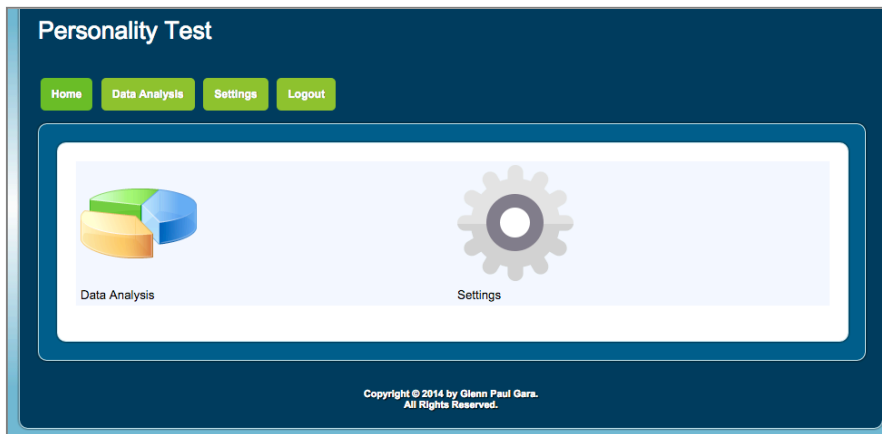 Personality Test
Home Data Analysis Settings Logout
Data Analysis Settings
Copyright © 2014 by Glenn Paul Gara.
All Rights Reserved.